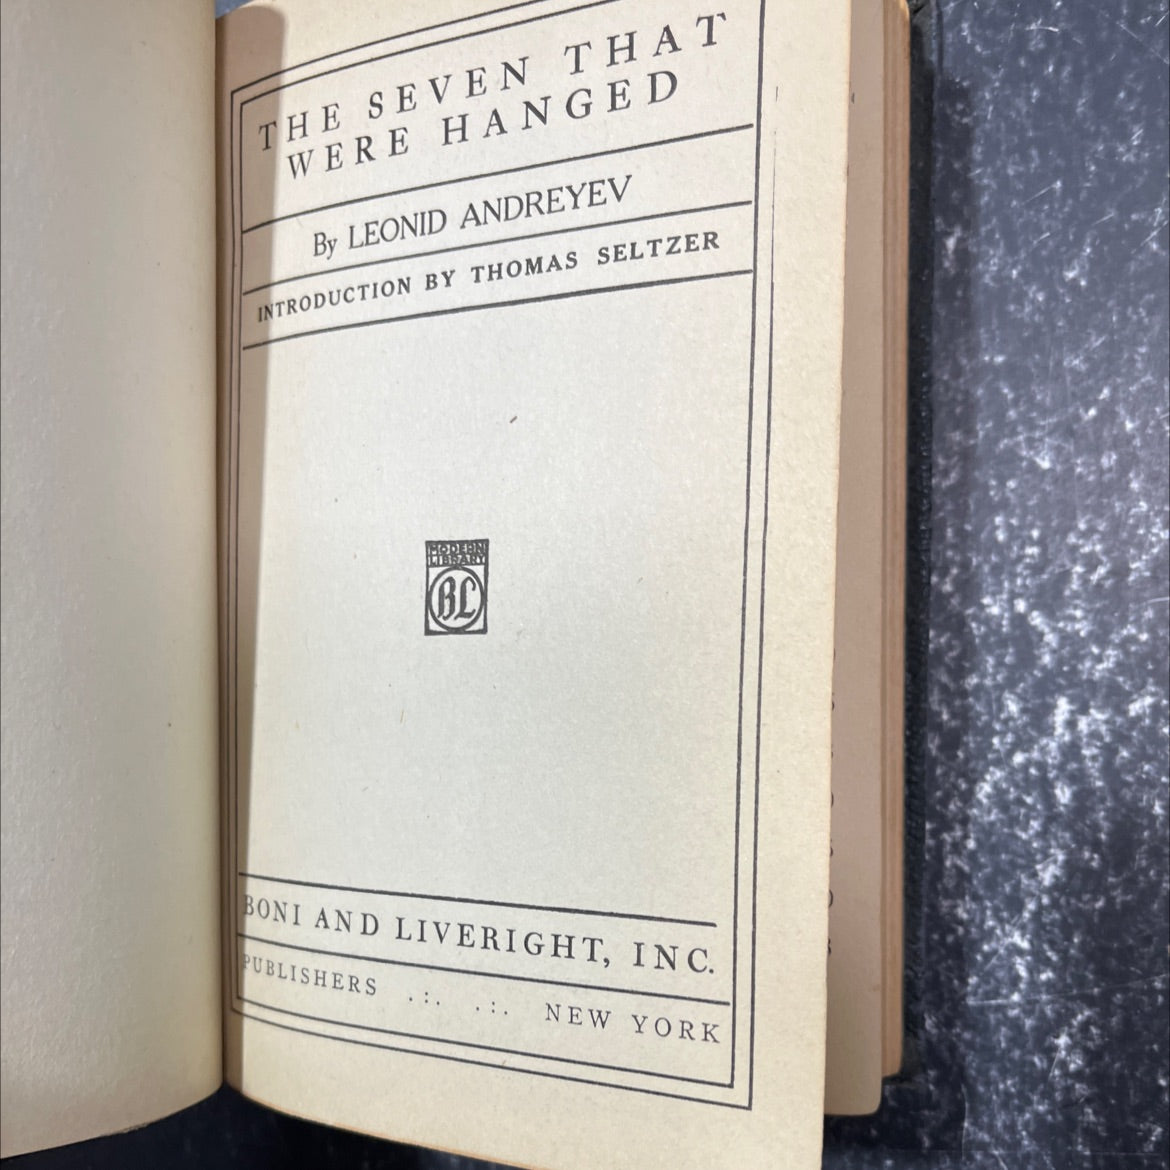 THE SEVEN THAT
WERE HANGED
By LEONID ANDREYEV
INTRODUCTION BY THOMAS SELTZER
MODERN
LIBRARY
BL
BONI AND LIVERIGHT, INC.
PUBLISHERS .:. .:. NEW YORK